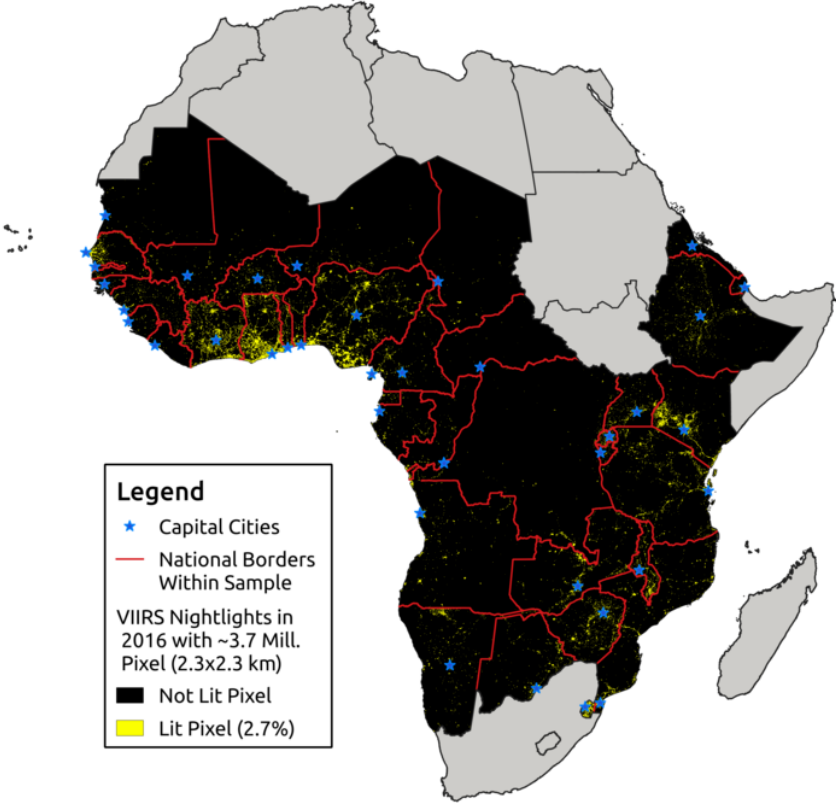 Legend
Capital Cities
National Borders
Within Sample
VIIRS Nightlights in
2016 with ~3.7 Mill.
Pixel (2.3x2.3 km)
Not Lit Pixel
Lit Pixel (2.7%)